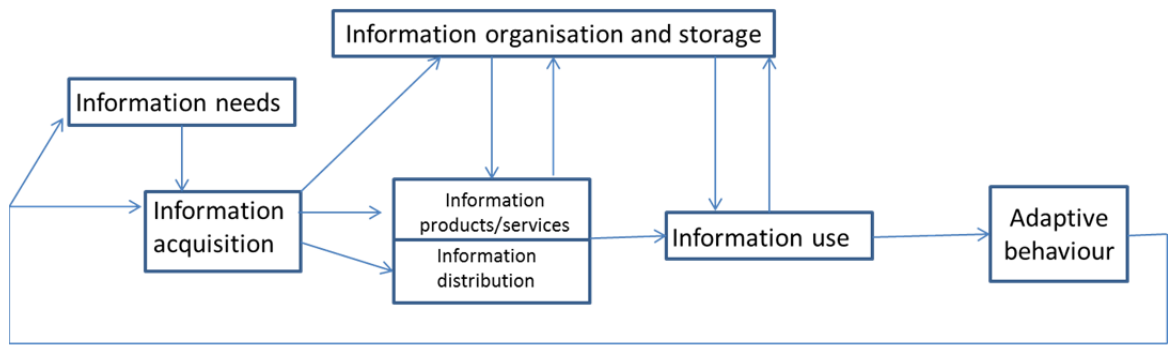 Information organisation and storage
Information needs
Information
acquisition
Information
products/services
Information
distribution
Information use
Adaptive
behaviour